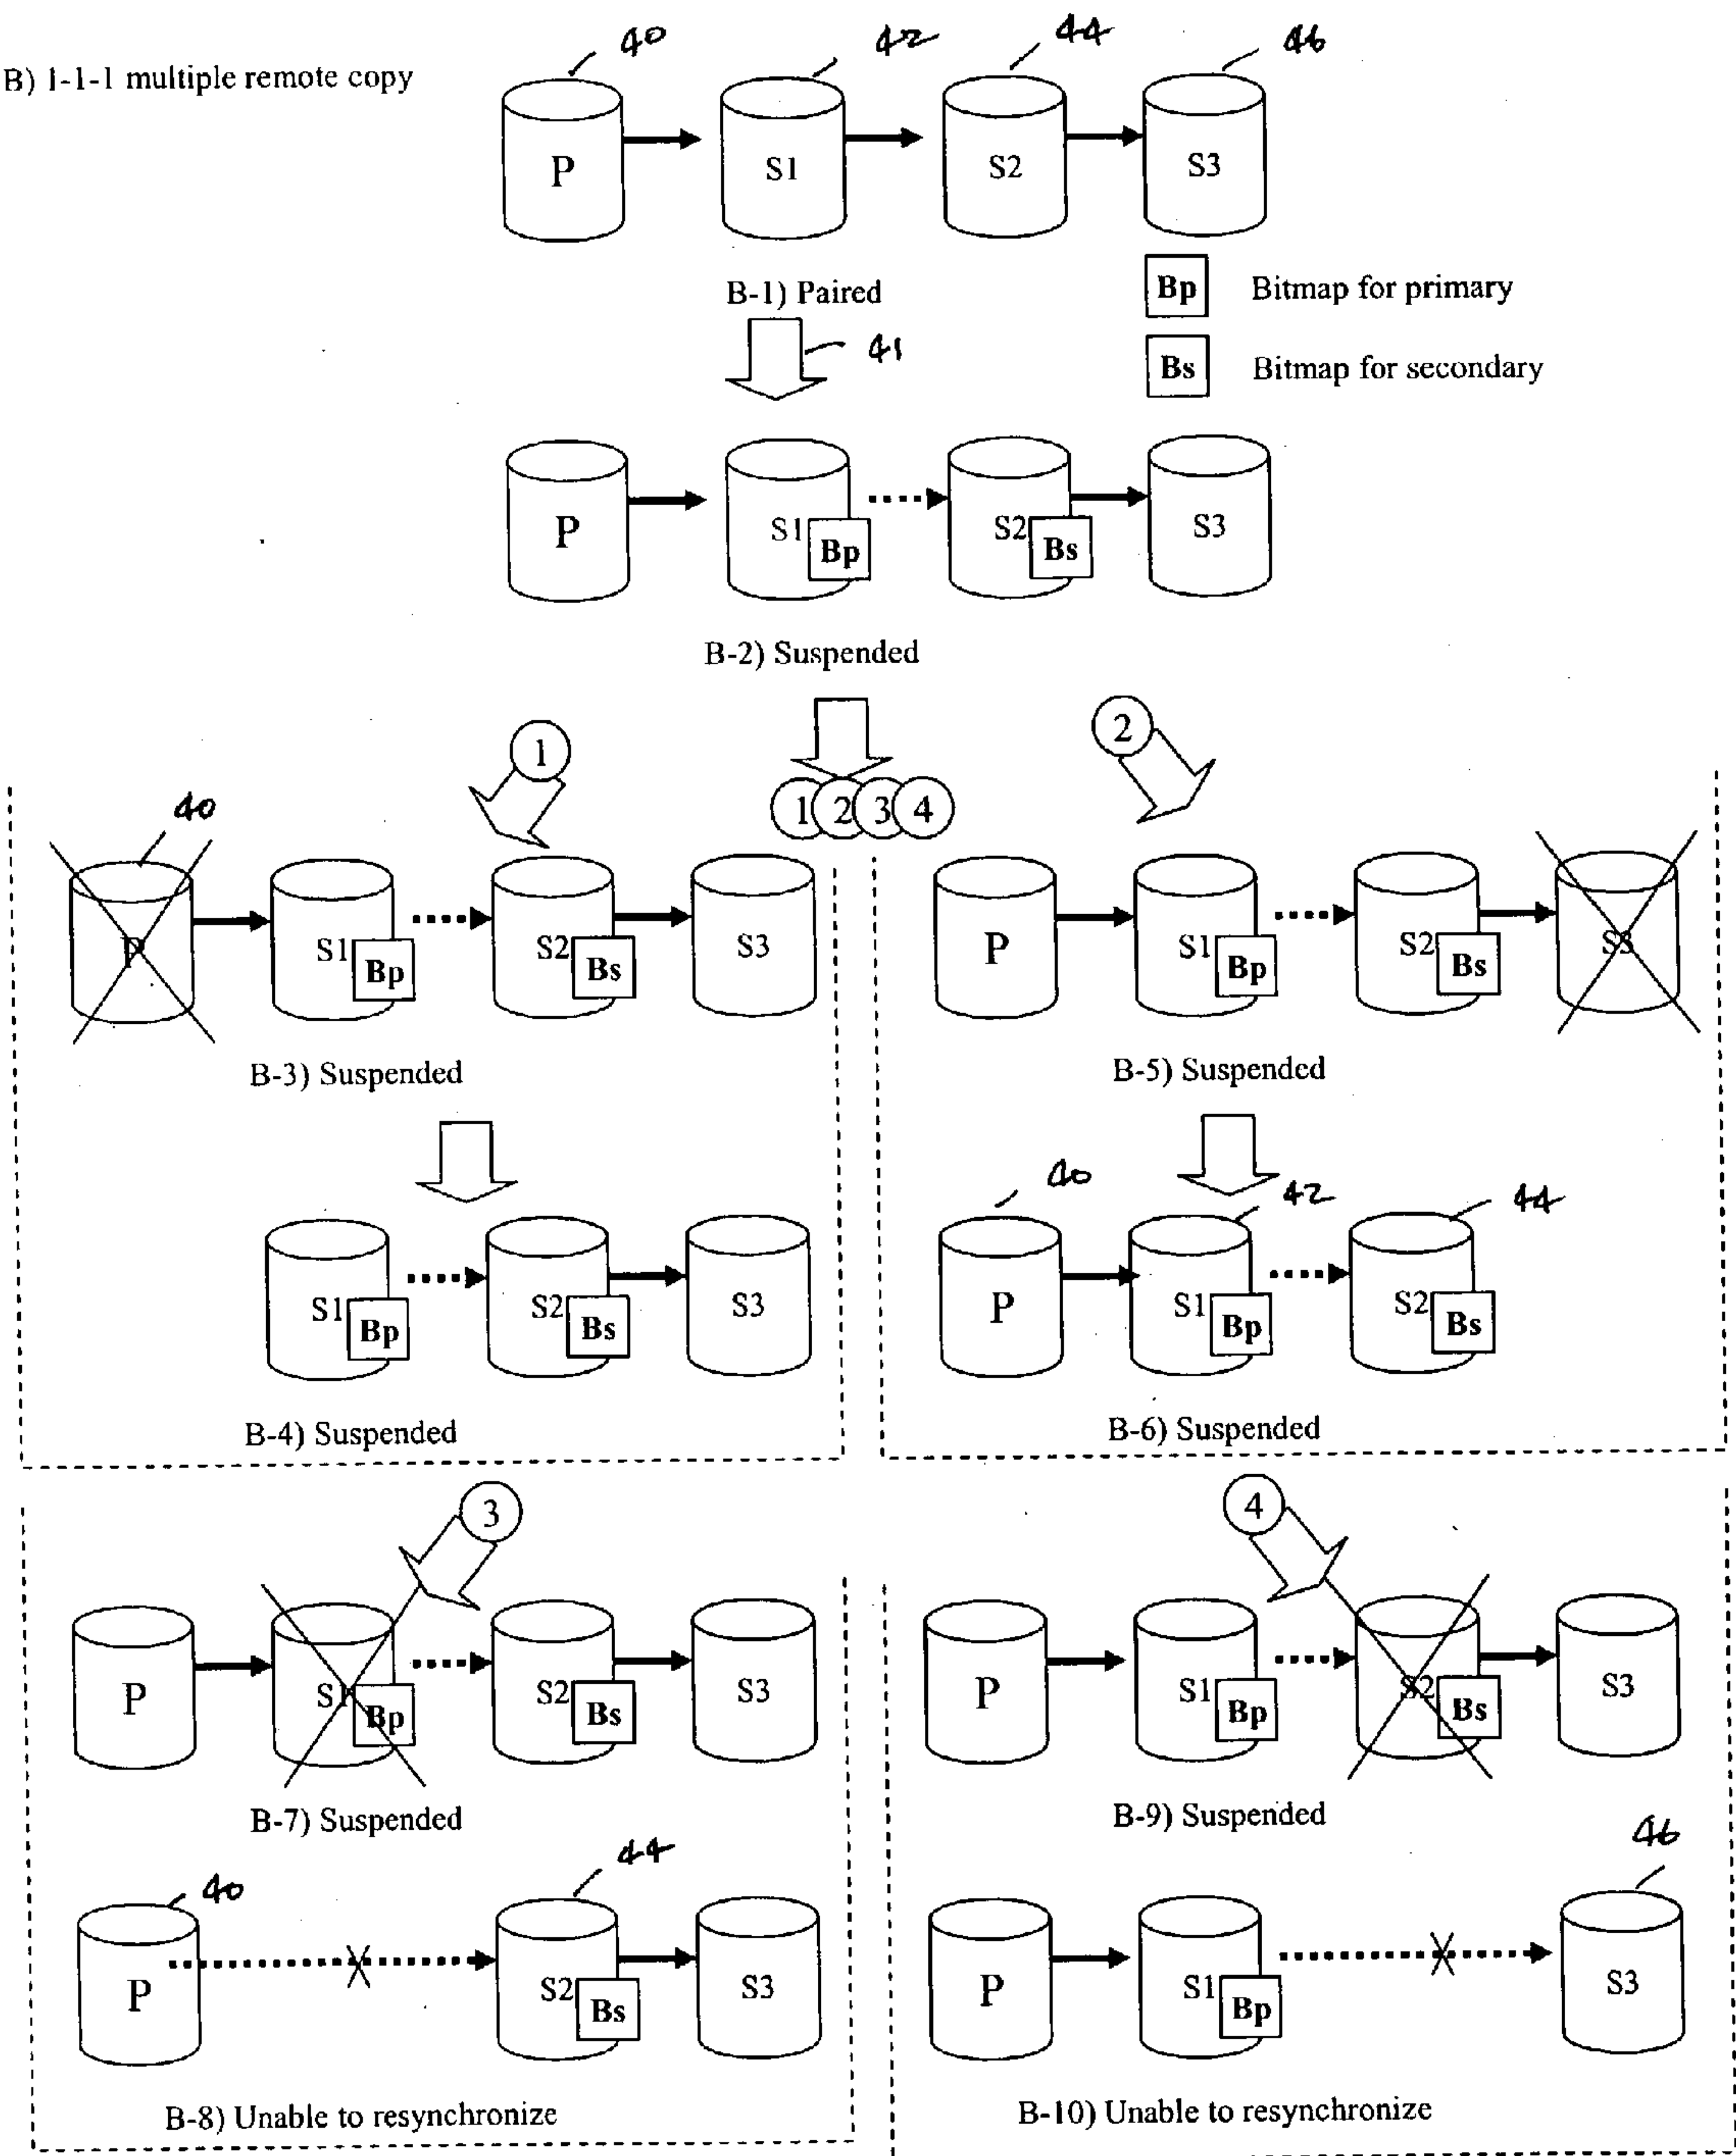 B) 1-1-1 multiple remote copy
40 42 44 46
P S1 S2 S3
B-1) Paired
Bp Bitmap for primary
41
Bs Bitmap for secondary
P S1 Bp S2 Bs S3
B-2) Suspended
1 2
1 2 3 4
40
P S1 Bp S2 Bs S3
P S1 Bp S2 Bs S3
B-3) Suspended
B-5) Suspended
40 42 44
S1 Bp S2 Bs S3
P S1 Bp S2 Bs
B-4) Suspended
B-6) Suspended
3
4
P S1 Bp S2 Bs S3
P S1 Bp S2 Bs S3
B-7) Suspended
B-9) Suspended
40 44
46
P S2 Bs S3
P S1 Bp S3
B-8) Unable to resynchronize
B-10) Unable to resynchronize